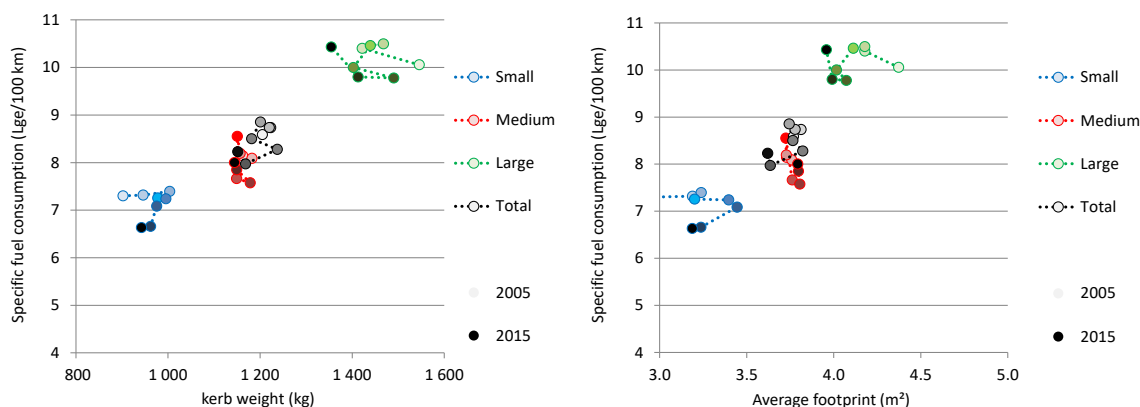 Specific fuel consumption (Lge/100 km)
11
10
9
8
7
6
5
4
800
1 000
1 200
1 400
1 600
kerb weight (kg)
Small
Medium
Large
Total
2005
2015
Specific fuel consumption (Lge/100 km)
11
10
9
8
7
6
5
4
3.0
3.5
4.0
4.5
5.0
Average footprint (m²)
Small
Medium
Large
Total
2005
2015